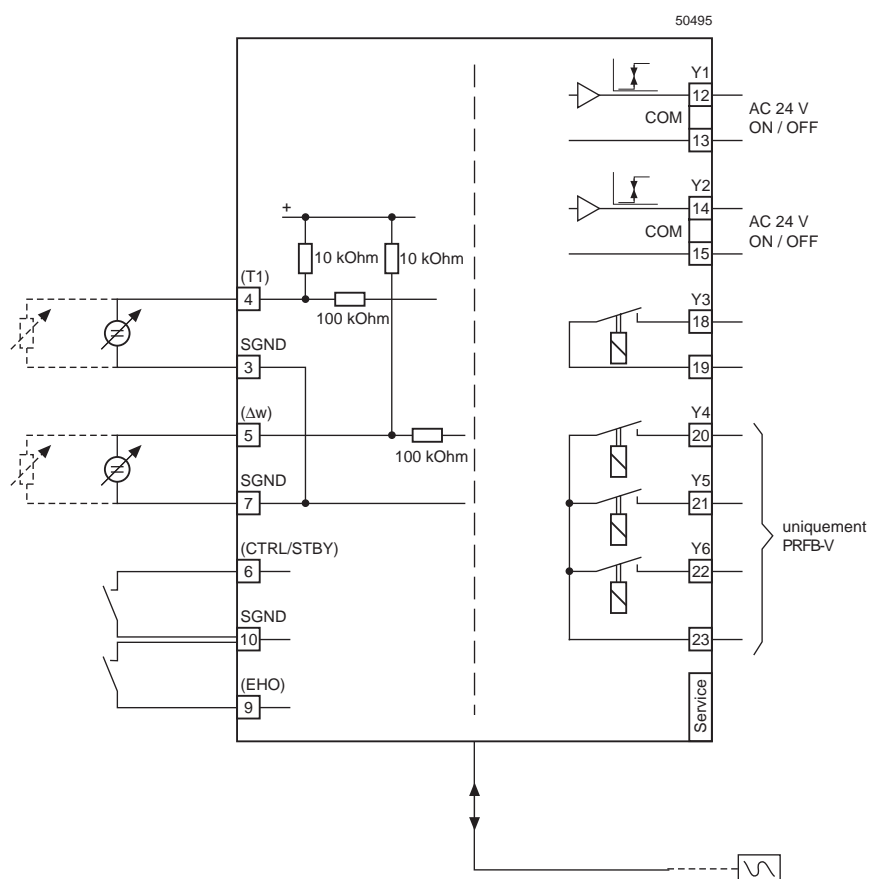 50495
Y1
12
COM
AC 24 V
ON / OFF
13
Y2
14
COM
AC 24 V
ON / OFF
15
+
10 kOhm
10 kOhm
(T1)
4
100 kOhm
Y3
18
SGND
3
19
(Δw)
5
100 kOhm
Y4
20
SGND
7
Y5
21
uniquement
PRFB-V
(CTRL/STBY)
6
Y6
22
SGND
10
23
(EHO)
9
Service